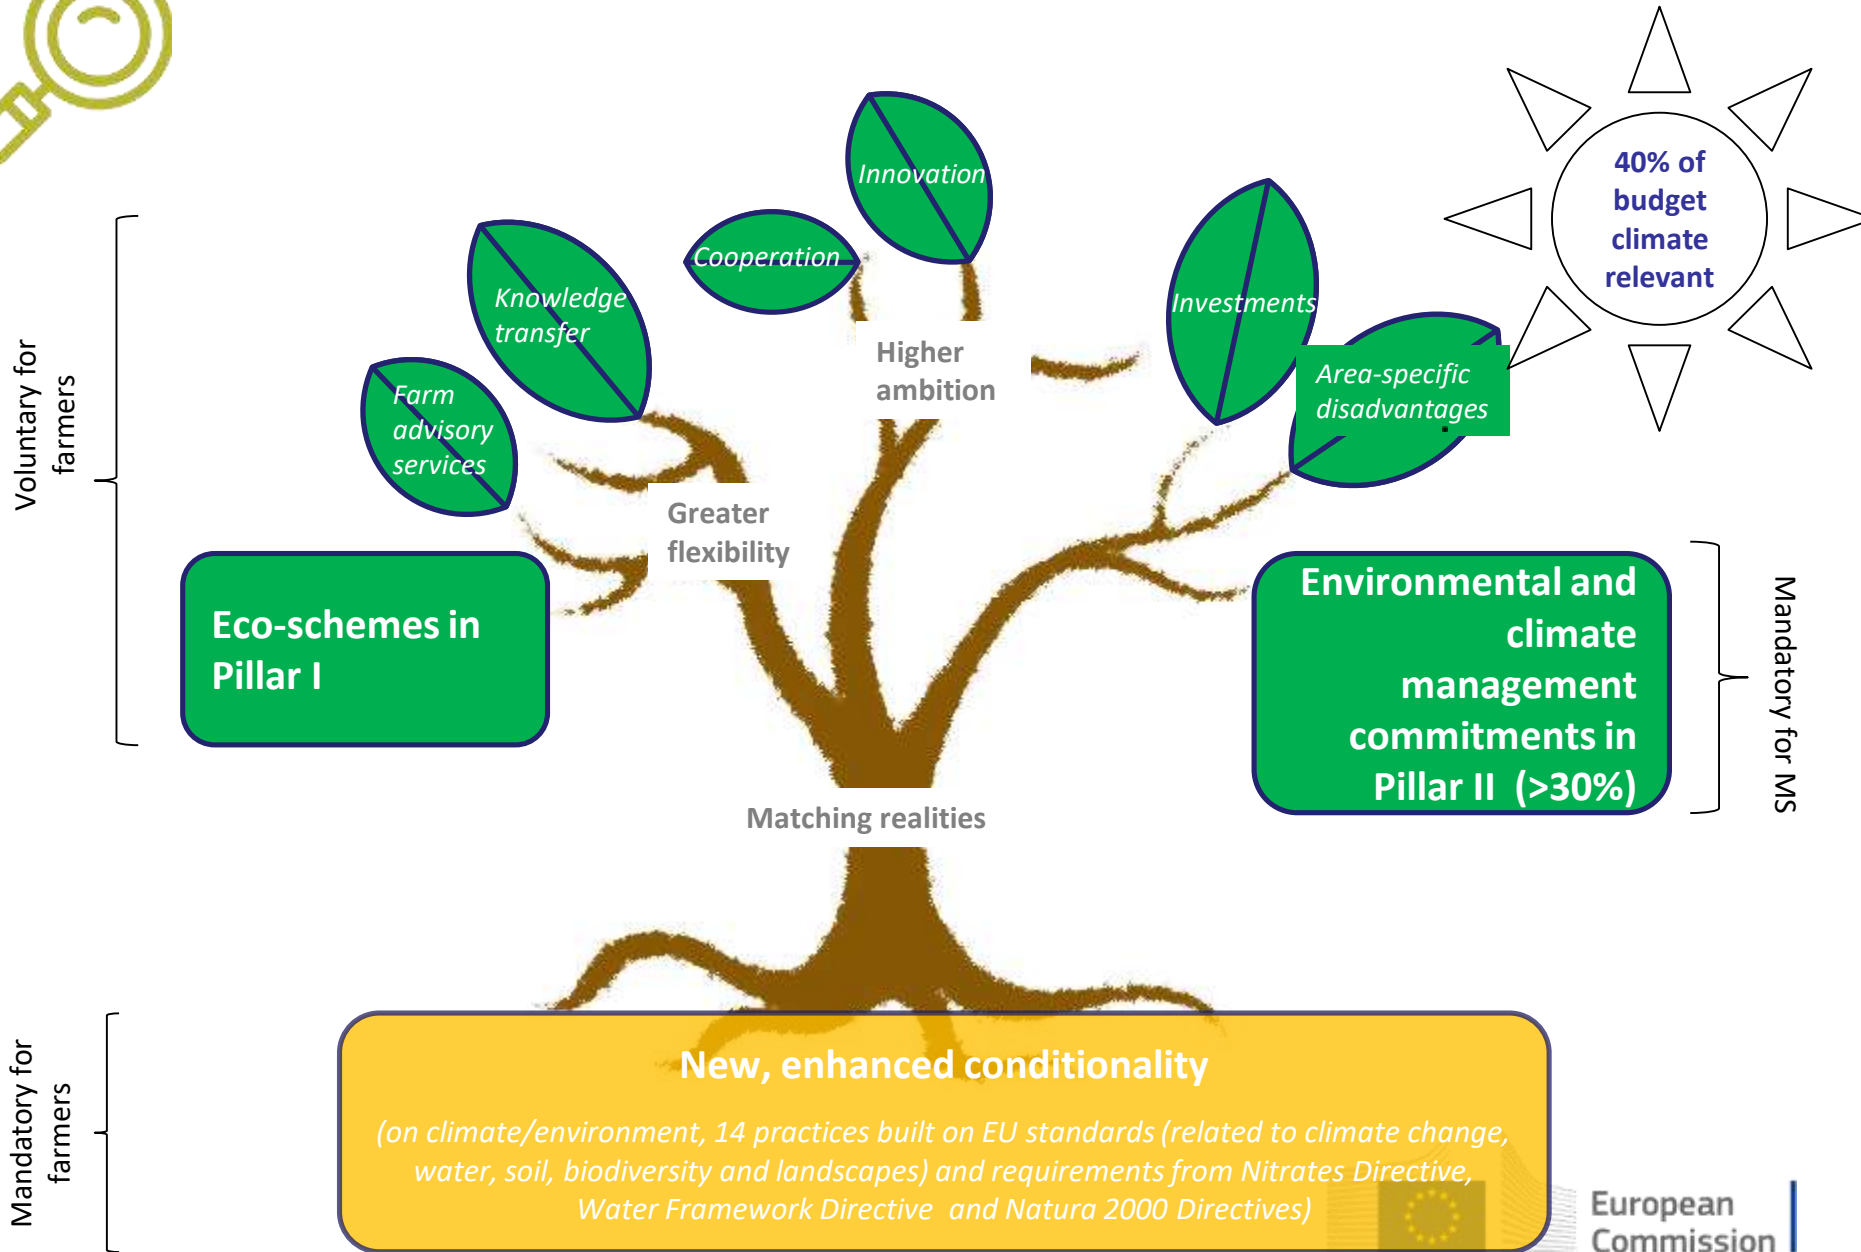 40% of
budget
climate
relevant
Innovation
Cooperation
Knowledge
transfer
Investments
Higher
ambition
Area-specific
disadvantages
.
Farm
advisory
services
Voluntary for
farmers
Greater
flexibility
Eco-schemes in
Pillar I
Environmental and
climate
management
commitments in
Pillar II (>30%)
Mandatory for MS
Matching realities
Mandatory for
farmers
New, enhanced conditionality
(on climate/environment, 14 practices built on EU standards (related to climate change,
water, soil, biodiversity and landscapes) and requirements from Nitrates Directive,
Water Framework Directive and Natura 2000 Directives)
European
Commission